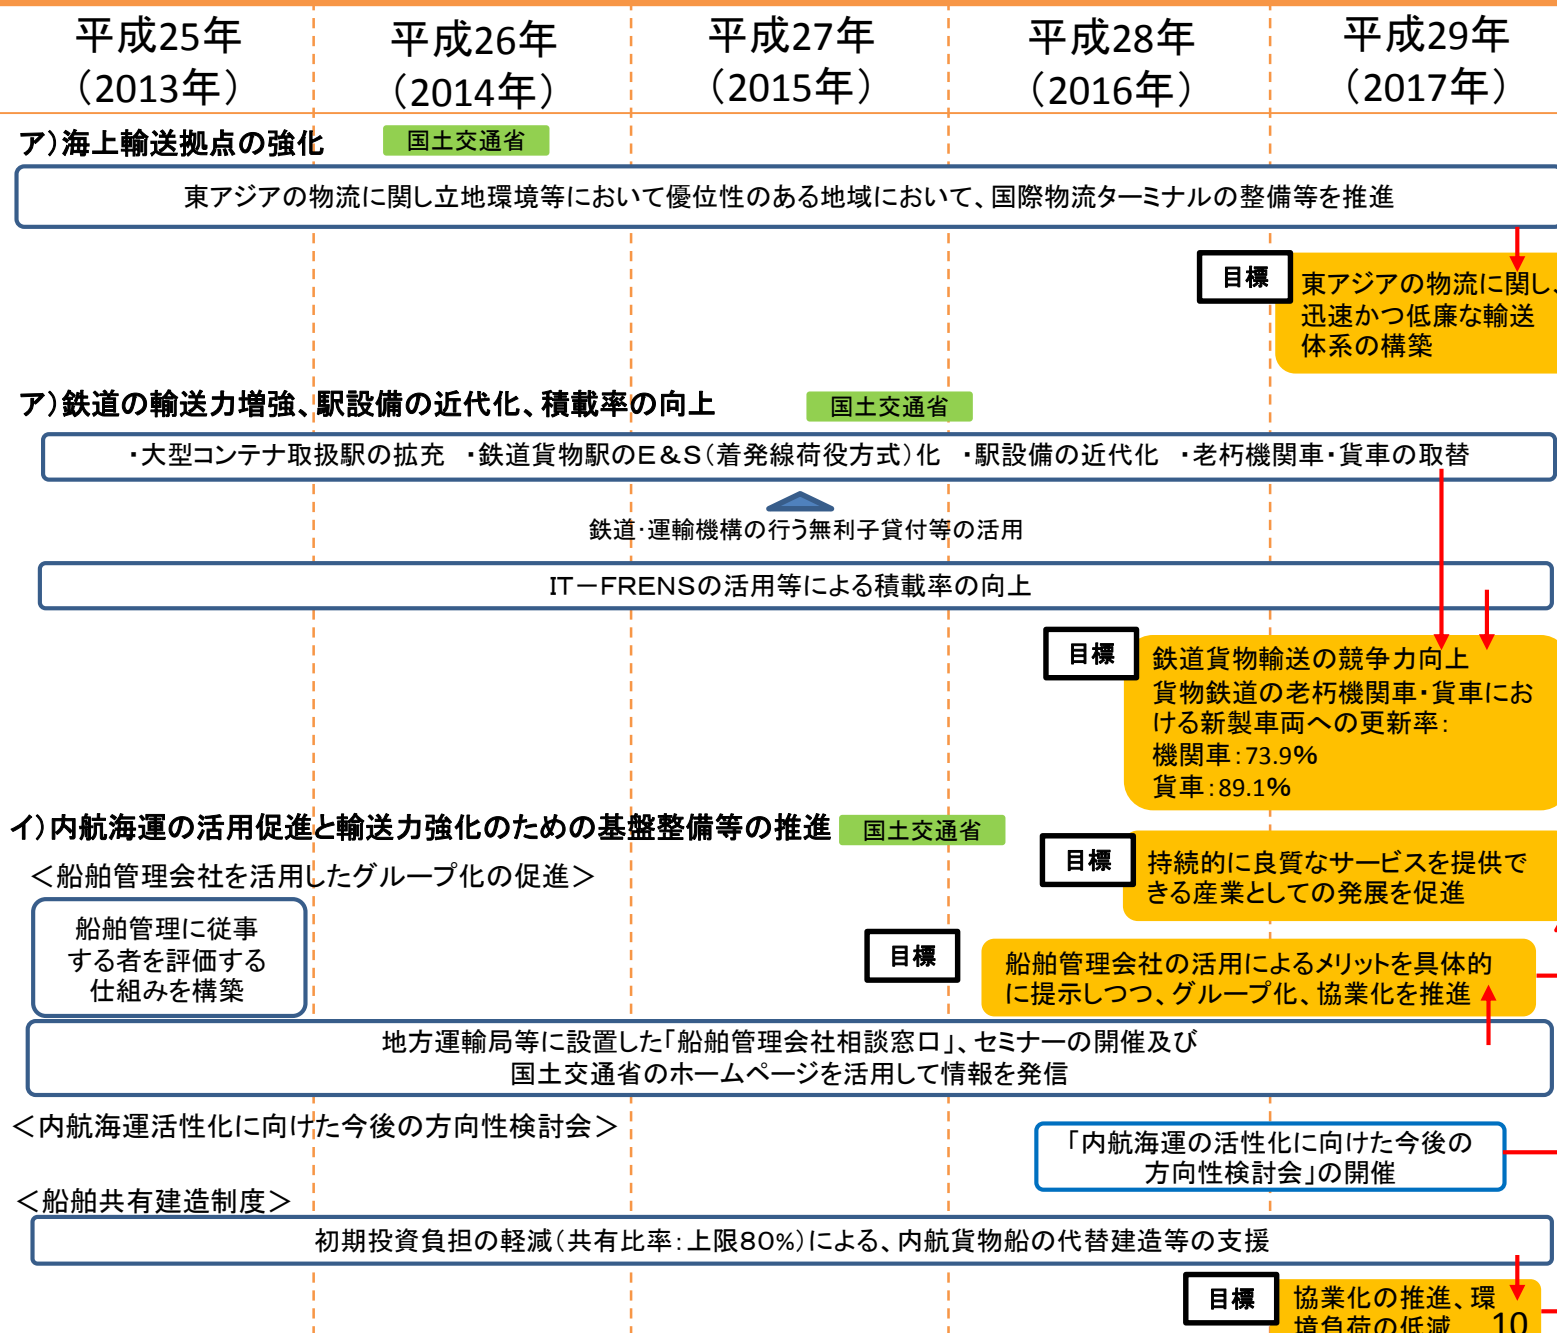 平成25年
（2013年）
平成26年
（2014年）
平成27年
（2015年）
平成28年
（2016年）
平成29年
（2017年）
ア）海上輸送拠点の強化
国土交通省
東アジアの物流に関し立地環境等において優位性のある地域において、国際物流ターミナルの整備等を推進
目標
東アジアの物流に関し、
迅速かつ低廉な輸送
体系の構築
ア）鉄道の輸送力増強、駅設備の近代化、積載率の向上
国土交通省
・大型コンテナ取扱駅の拡充　・鉄道貨物駅のE＆S（着発線荷役方式）化　・駅設備の近代化　・老朽機関車・貨車の取替
鉄道・運輸機構の行う無利子貸付等の活用
IT－FRENSの活用等による積載率の向上
目標
鉄道貨物輸送の競争力向上
貨物鉄道の老朽機関車・貨車にお
ける新製車両への更新率：
機関車：73.9％
貨車：89.1％
イ）内航海運の活用促進と輸送力強化のための基盤整備等の推進
国土交通省
＜船舶管理会社を活用したグループ化の促進＞
目標
持続的に良質なサービスを提供で
きる産業としての発展を促進
船舶管理に従事
する者を評価する
仕組みを構築
目標
船舶管理会社の活用によるメリットを具体的
に提示しつつ、グループ化、協業化を推進
地方運輸局等に設置した「船舶管理会社相談窓口」、セミナーの開催及び
国土交通省のホームページを活用して情報を発信
＜内航海運活性化に向けた今後の方向性検討会＞
「内航海運の活性化に向けた今後の
方向性検討会」の開催
＜船舶共有建造制度＞
初期投資負担の軽減（共有比率：上限80%）による、内航貨物船の代替建造等の支援
目標
協業化の推進、環
境負荷の低減
10